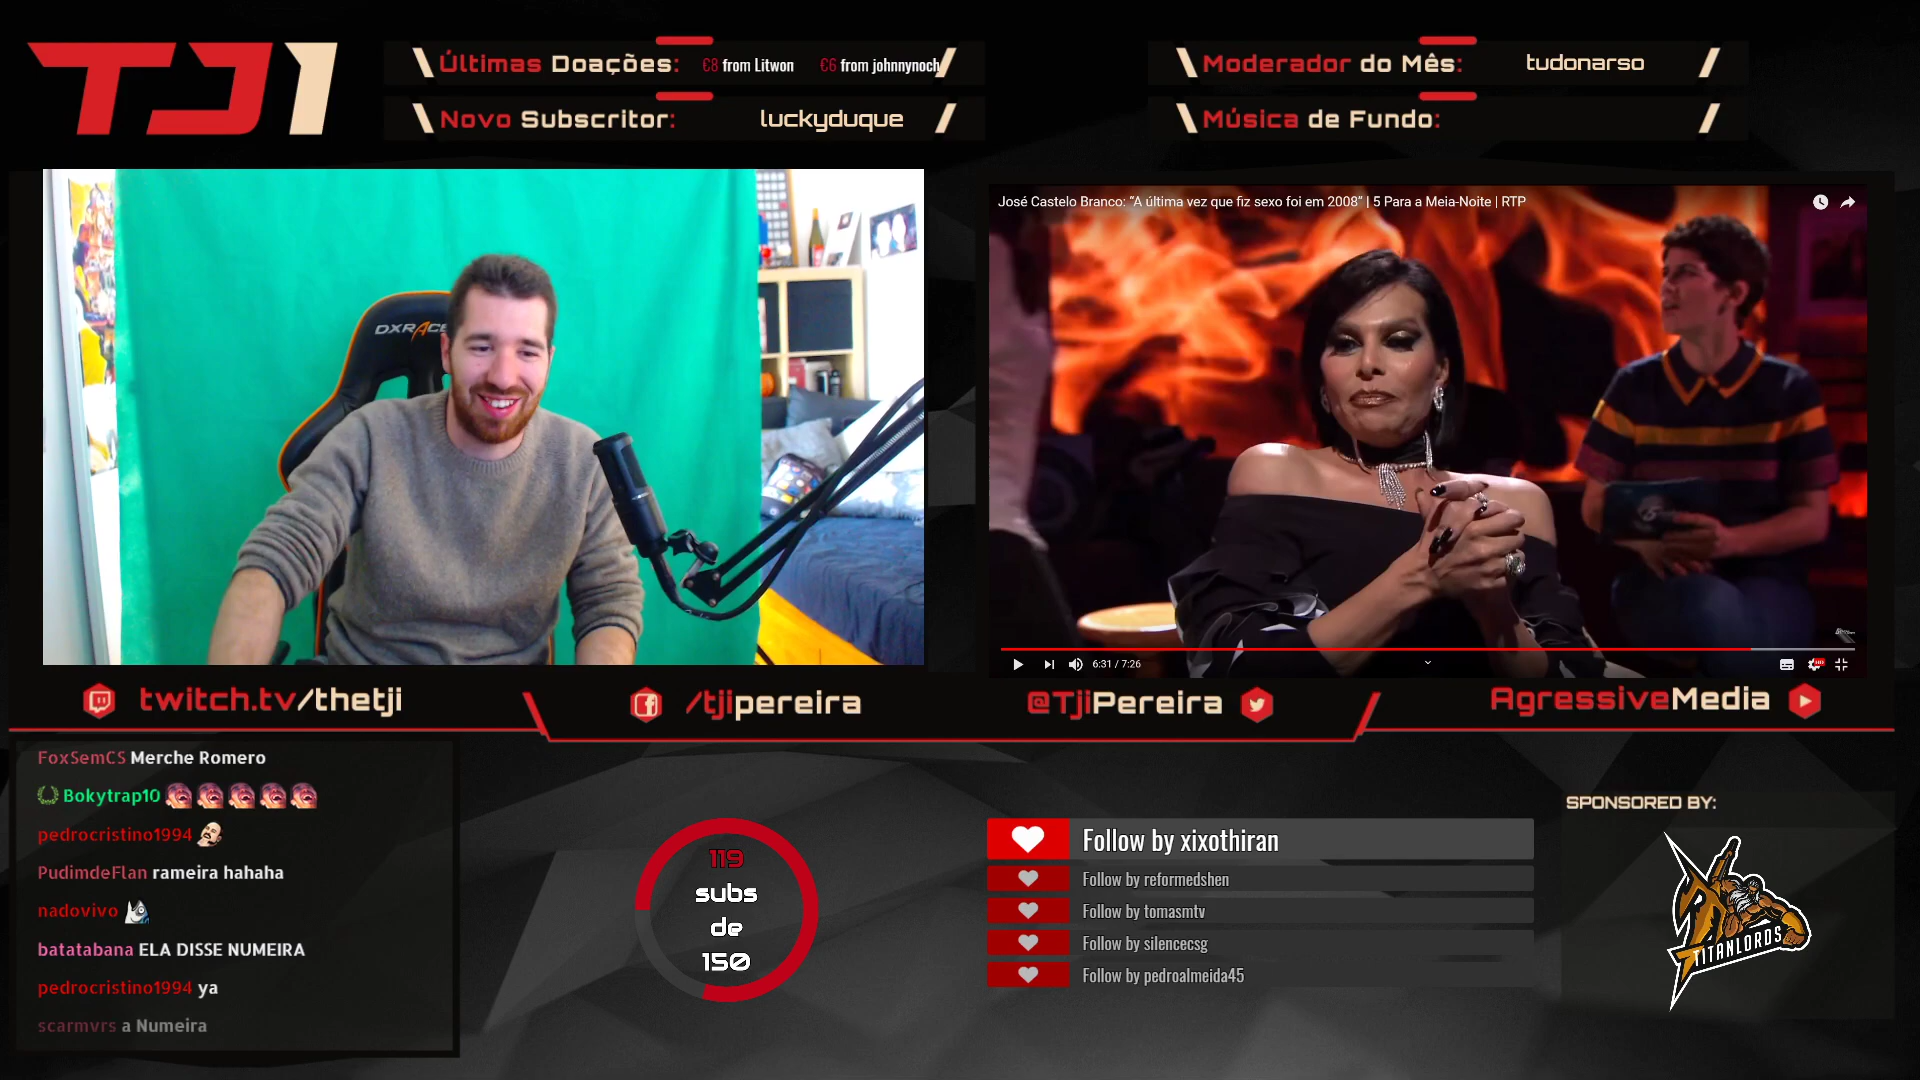 TJ1
Últimas Doações: €8 from Litwon €6 from johnnynoch
Novo Subscritor: luckyduque
Moderador do Mês: tudonarso
Música de Fundo:
DXRACE
José Castelo Branco: “A última vez que fiz sexo foi em 2008” | 5 Para a Meia-Noite | RTP
6:31 / 7:26
twitch.tv/thetji
/tjipereira
@TjiPereira
AgressiveMedia
FoxSemCS Merche Romero
Bokytrap10
pedrocristino1994
PudimdeFlan rameira hahaha
nadovivo
batatabana ELA DISSE NUMEIRA
pedrocristino1994 ya
scarmvrs a Numeira
119
subs
de
150
Follow by xixothiran
Follow by reformedshen
Follow by tomasmtv
Follow by silencecsg
Follow by pedroalmeida45
SPONSORED BY:
TITANLORDS